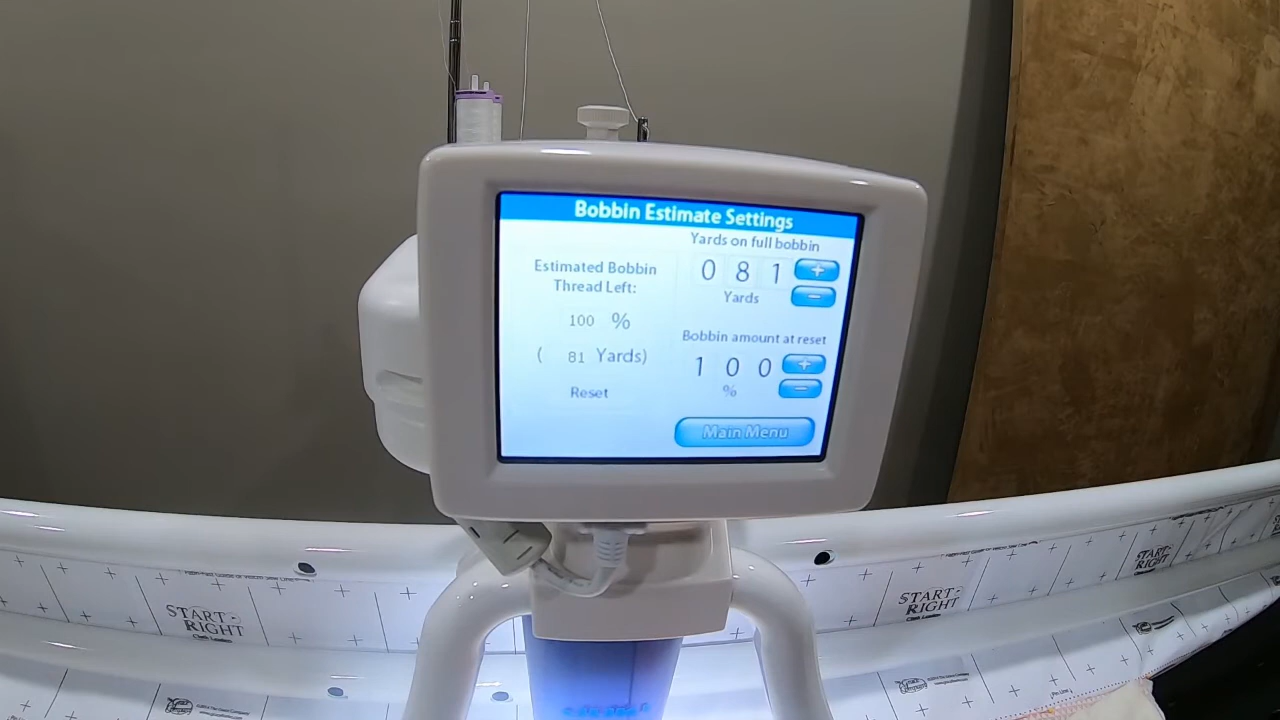 Bobbin Estimate Settings
Yards on full bobbin
0 8 1 +
−
Yards
Estimated Bobbin
Thread Left:
100 %
( 81 Yards)
Reset
Bobbin amount at reset
1 0 0 +
−
%
Main Menu
START-
RIGHT
START-
RIGHT
START-
RIGHT